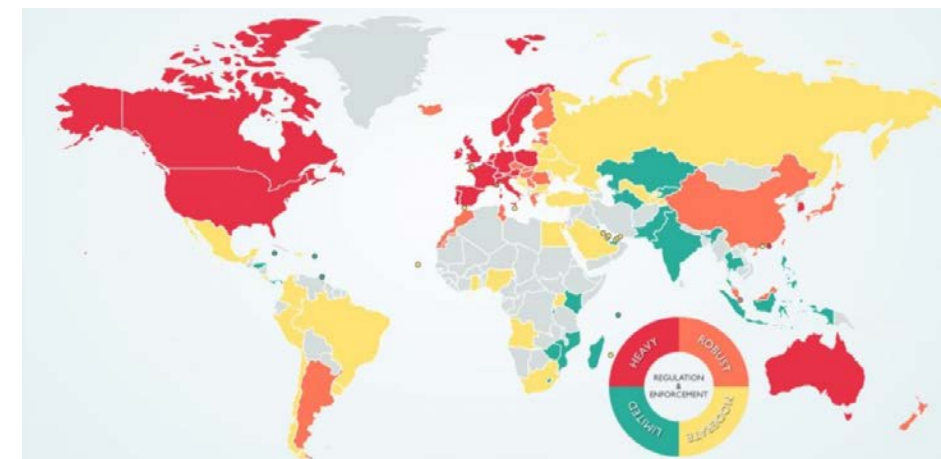 HEAVY
ROBUST
REGULATION
&
ENFORCEMENT
LIMITED
MODERATE